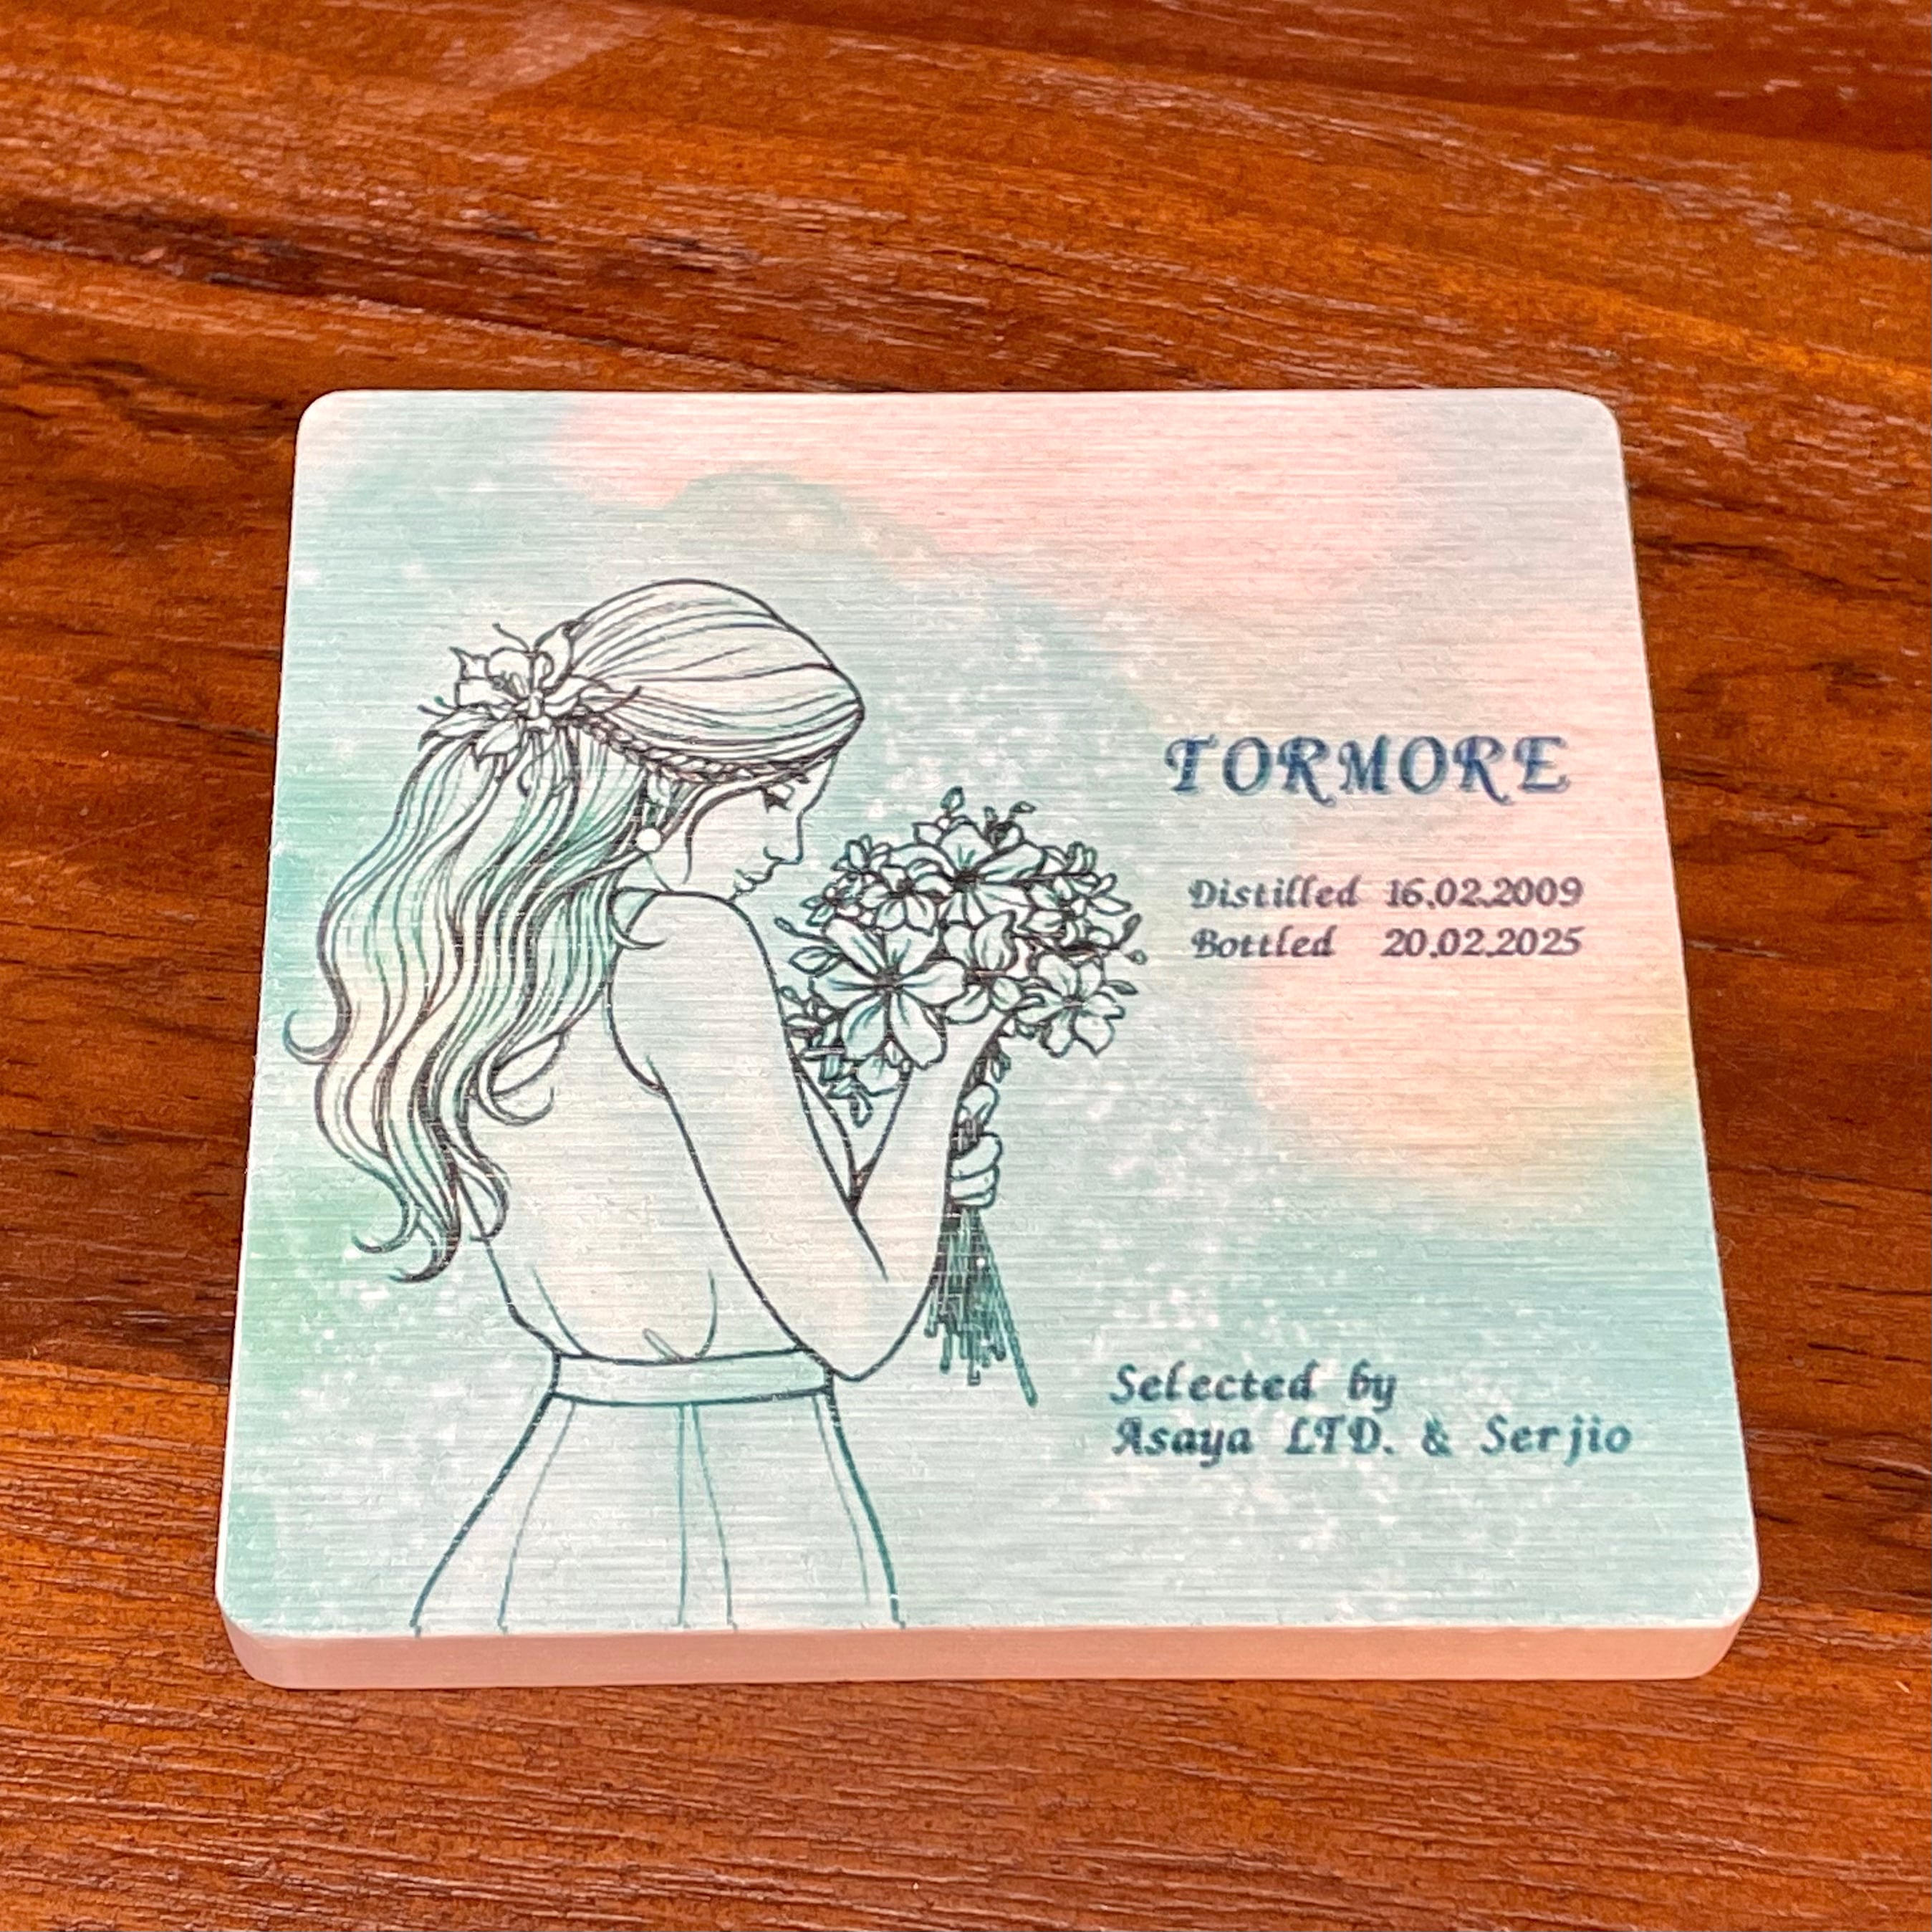 TORMORE
Distilled 16.02.2009
Bottled 20.02.2025
Selected by
Asaya LTD. & Serjio